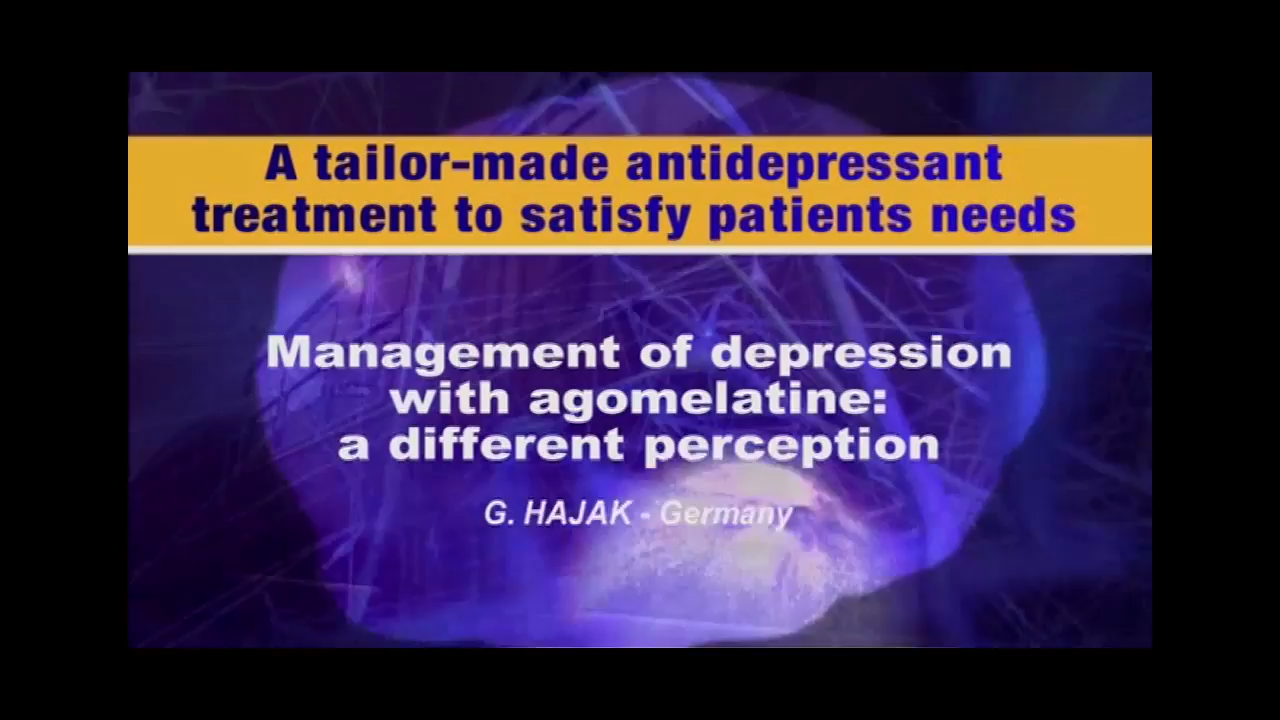 A tailor-made antidepressant
treatment to satisfy patients needs
Management of depression
with agomelatine:
a different perception
G. HAJAK - Germany